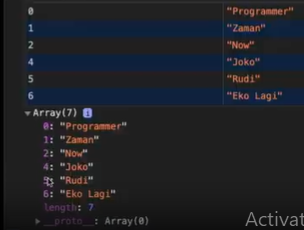 0 "Programmer"
1 "Zaman"
2 "Now"
4 "Joko"
5 "Rudi"
6 "Eko Lagi"
▼Array(7) i
0: "Programmer"
1: "Zaman"
2: "Now"
4: "Joko"
5: "Rudi"
6: "Eko Lagi"
length: 7
▶ __proto__: Array(0)
Activat